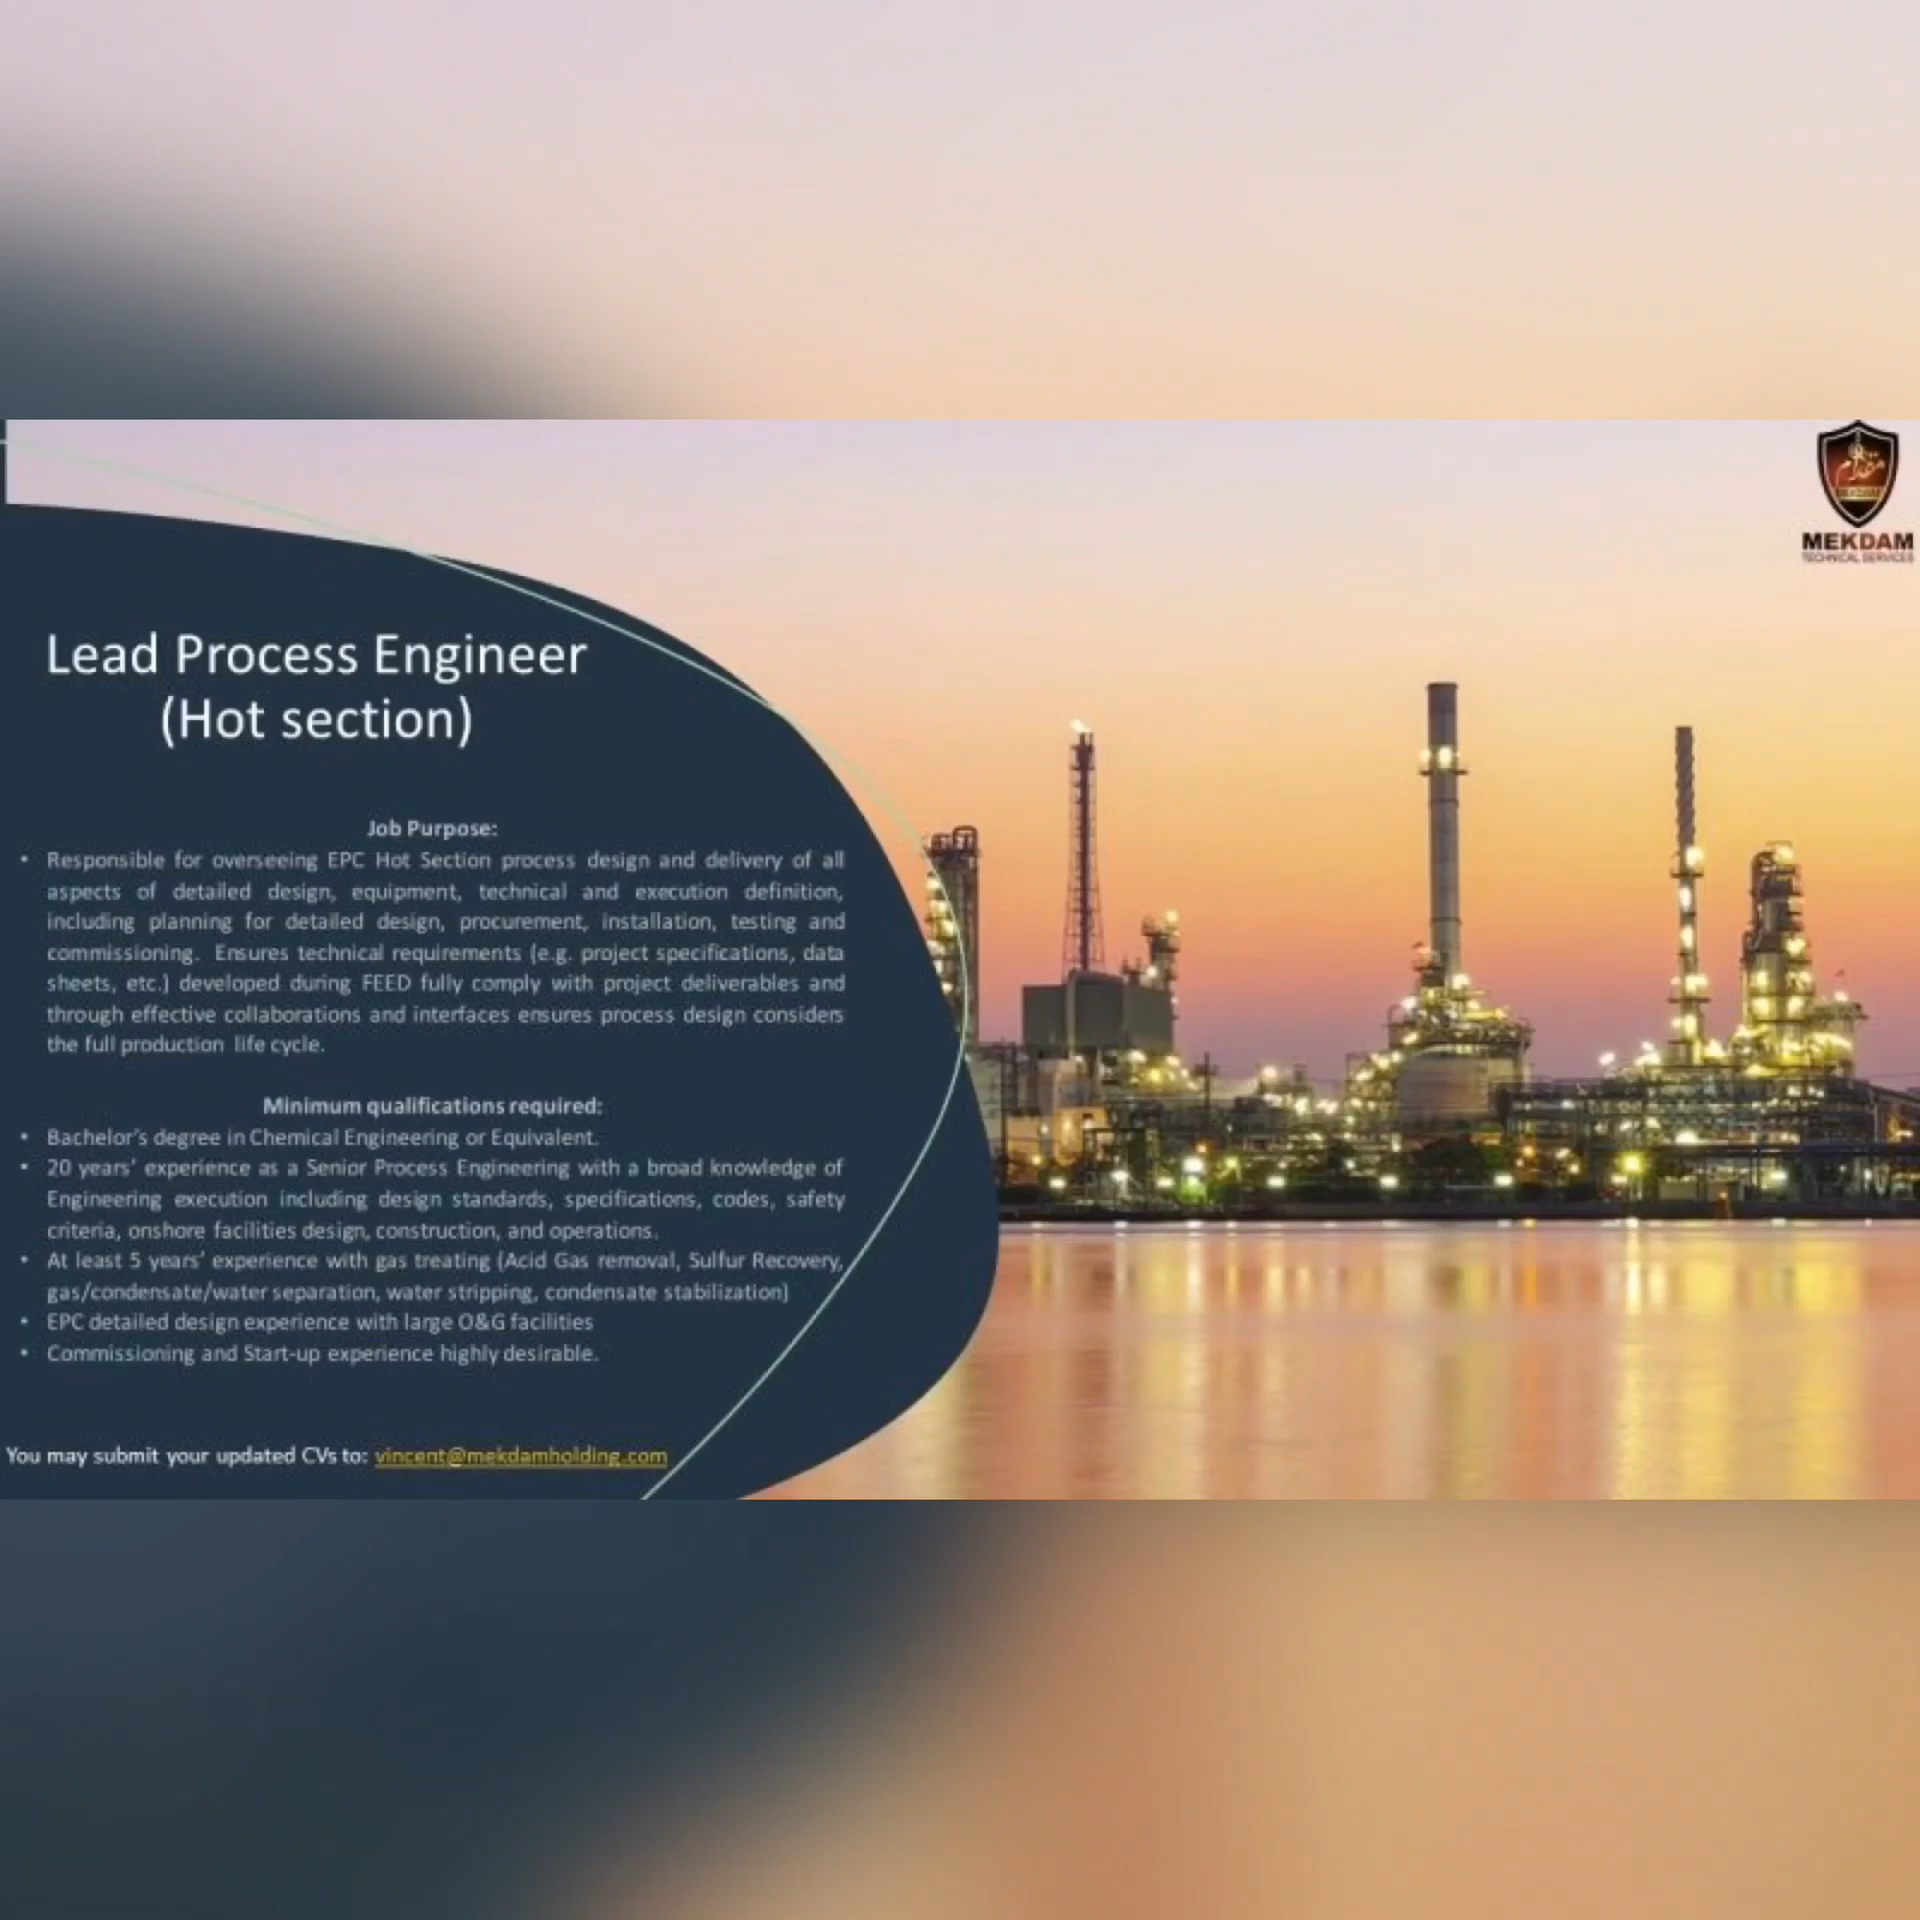 مقدام
MEKDAM
TECHNICAL SERVICES
Lead Process Engineer
(Hot section)
Job Purpose:
• Responsible for overseeing EPC Hot Section process design and delivery of all
aspects of detailed design, equipment, technical and execution definition,
including planning for detailed design, procurement, installation, testing and
commissioning. Ensures technical requirements (e.g. project specifications, data
sheets, etc.) developed during FEED fully comply with project deliverables and
through effective collaborations and interfaces ensures process design considers
the full production life cycle.
Minimum qualifications required:
• Bachelor's degree in Chemical Engineering or Equivalent.
• 20 years' experience as a Senior Process Engineering with a broad knowledge of
Engineering execution including design standards, specifications, codes, safety
criteria, onshore facilities design, construction, and operations.
• At least 5 years' experience with gas treating (Acid Gas removal, Sulfur Recovery,
gas/condensate/water separation, water stripping, condensate stabilization)
• EPC detailed design experience with large O&G facilities
• Commissioning and Start-up experience highly desirable.
You may submit your updated CVs to: vincent@mekdamholding.com